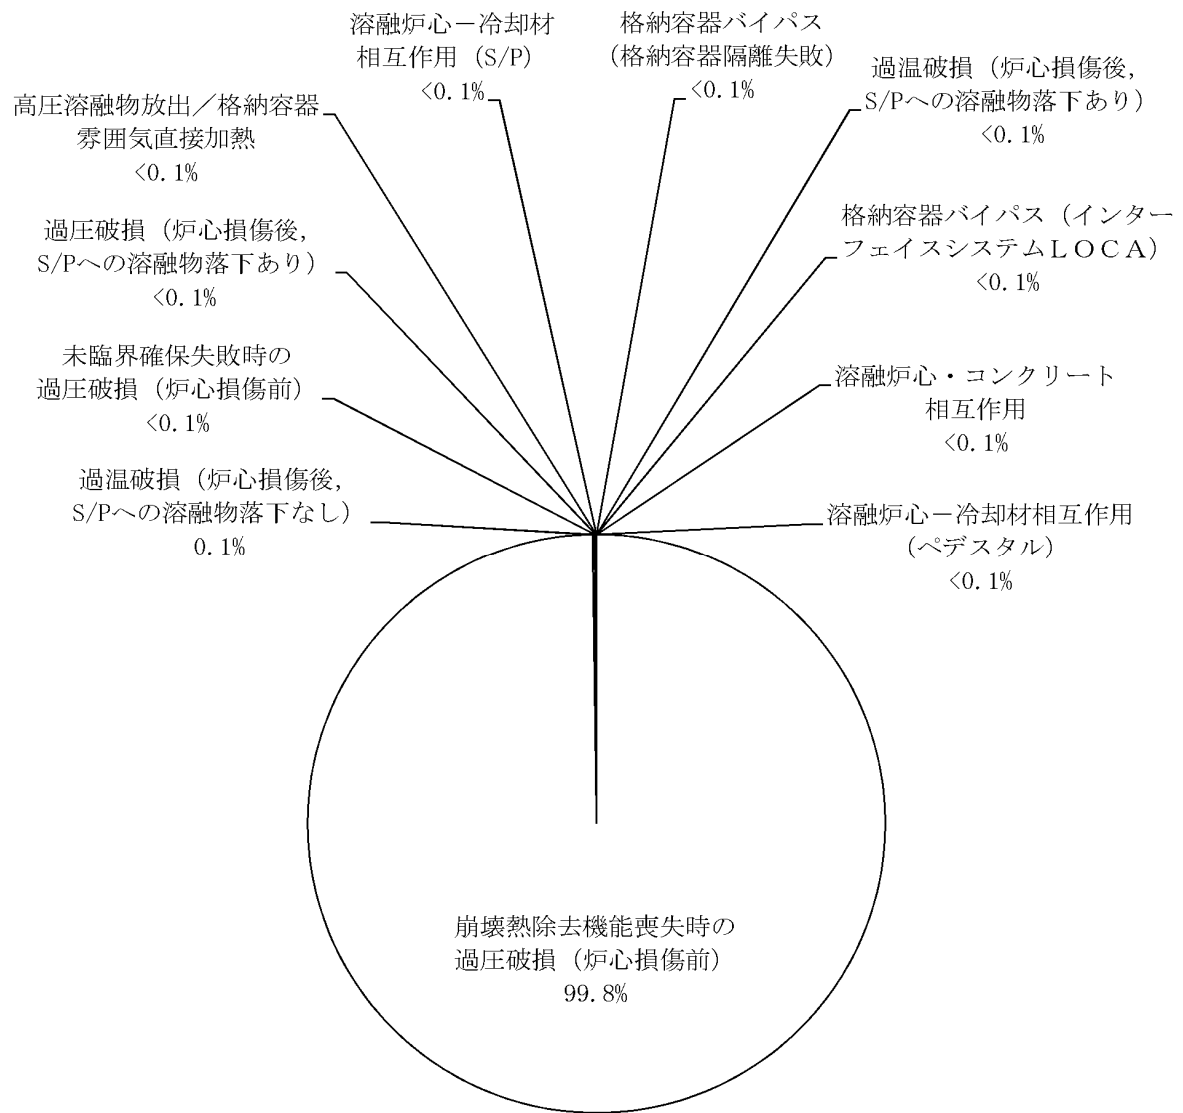 溶融炉心－冷却材
相互作用（S/P）
<0.1%
格納容器バイパス
（格納容器隔離失敗）
<0.1%
過温破損（炉心損傷後，
S/Pへの溶融物落下あり）
<0.1%
高圧溶融物放出／格納容器
雰囲気直接加熱
<0.1%
過圧破損（炉心損傷後，
S/Pへの溶融物落下あり）
<0.1%
格納容器バイパス（インター
フェイスシステムＬＯＣＡ）
<0.1%
未臨界確保失敗時の
過圧破損（炉心損傷前）
<0.1%
溶融炉心・コンクリート
相互作用
<0.1%
過温破損（炉心損傷後，
S/Pへの溶融物落下なし）
0.1%
溶融炉心－冷却材相互作用
（ペデスタル）
<0.1%
崩壊熱除去機能喪失時の
過圧破損（炉心損傷前）
99.8%